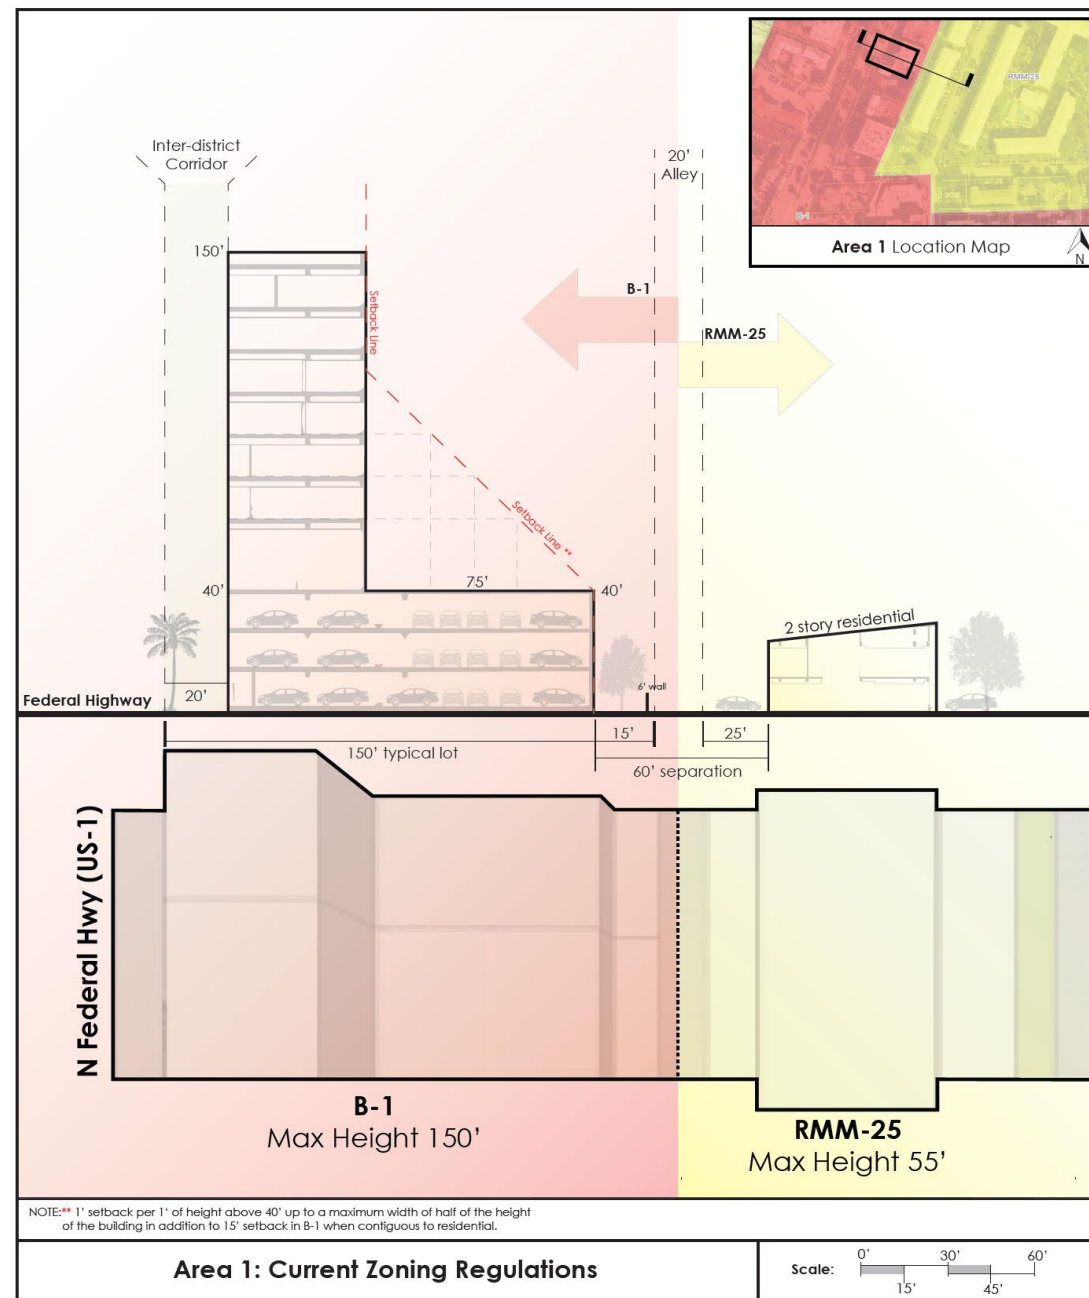 Inter-district
Corridor
20'
Alley
RMM-25
B-1
Area 1 Location Map
N
150'
Setback Line
B-1
RMM-25
Setback Line **
40'
75'
40'
2 story residential
20'
6' wall
Federal Highway
15'
25'
150' typical lot
60' separation
N Federal Hwy (US-1)
B-1
Max Height 150'
RMM-25
Max Height 55'
NOTE:** 1' setback per 1' of height above 40' up to a maximum width of half of the height
of the building in addition to 15' setback in B-1 when contiguous to residential.
Area 1: Current Zoning Regulations
Scale:
0'
30'
60'
15'
45'